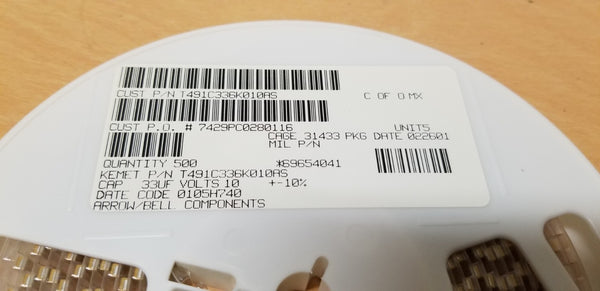 CUST P/N T491C336K010AS C OF O MX
CUST P.O. # 7429PC0280116 UNITS
CAGE 31433 PKG DATE 022601
MIL P/N
QUANTITY 500 *69654041
KEMET P/N T491C336K010AS
CAP 33UF VOLTS 10 +-10%
DATE CODE 0105H740
ARROW/BELL COMPONENTS